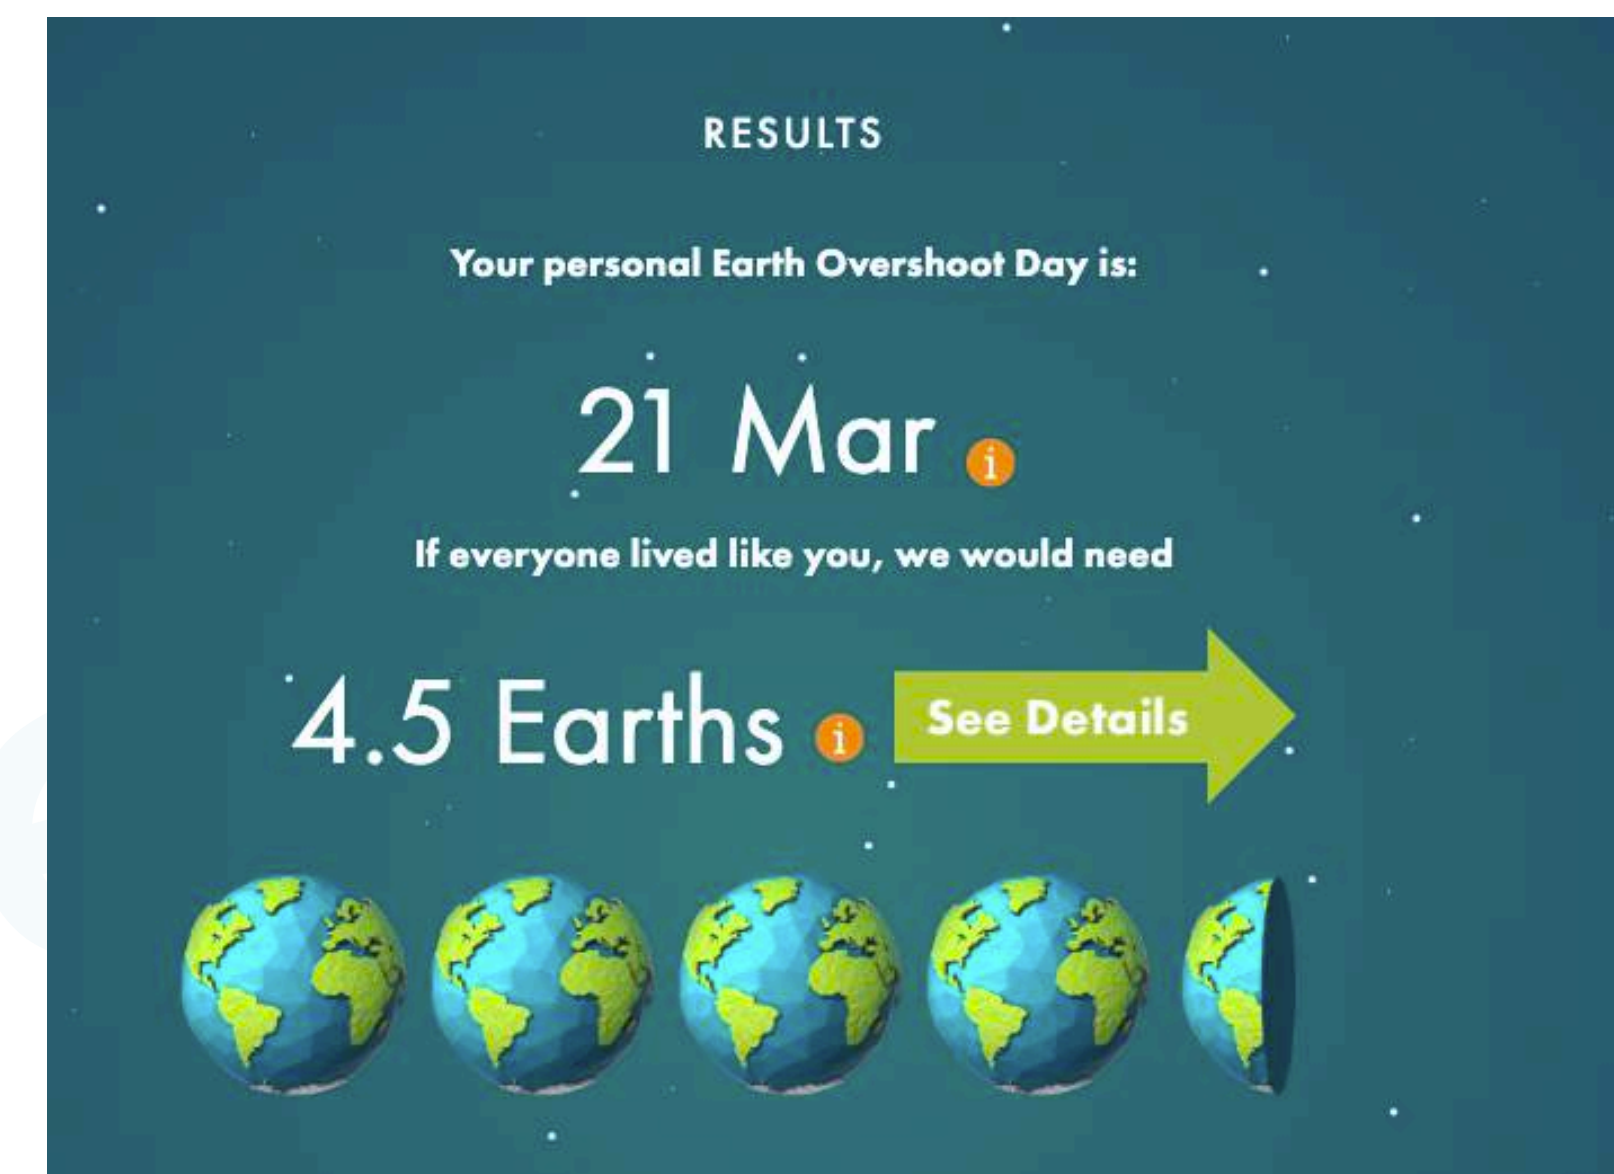 RESULTS
Your personal Earth Overshoot Day is:
21 Mar i
If everyone lived like you, we would need
4.5 Earths i See Details